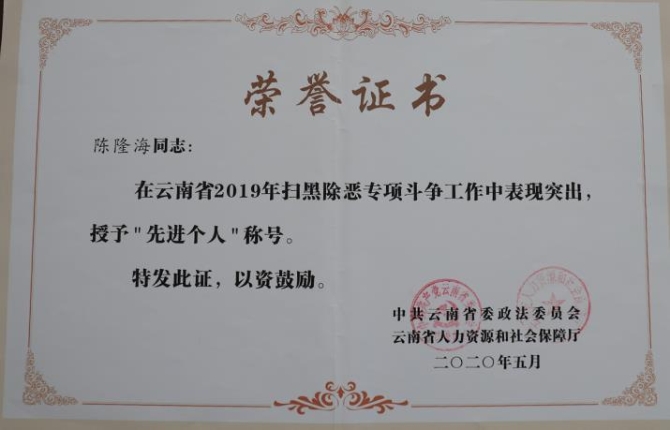 荣誉证书
陈隆海同志：
在云南省2019年扫黑除恶专项斗争工作中表现突出，
授予"先进个人"称号。
特发此证，以资鼓励。
中共云南省委政法委员会
云南省人力资源和社会保障厅
二〇二〇年五月